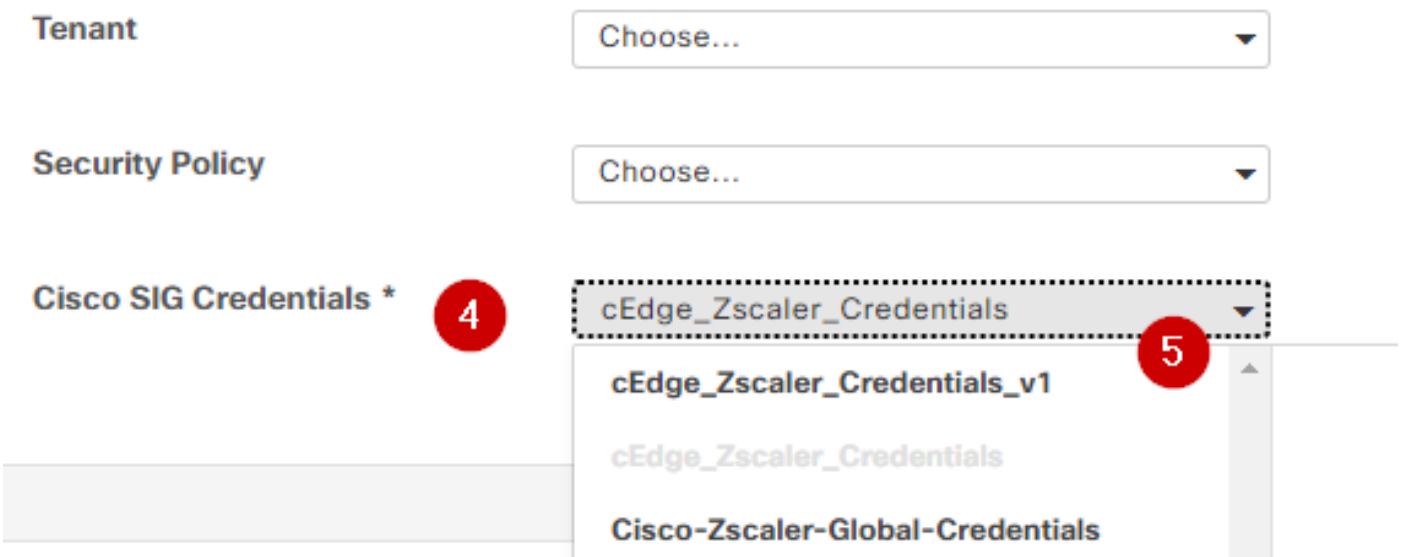 Tenant
Choose...
Security Policy
Choose...
Cisco SIG Credentials *
4
cEdge_Zscaler_Credentials
5
cEdge_Zscaler_Credentials_v1
cEdge_Zscaler_Credentials
Cisco-Zscaler-Global-Credentials